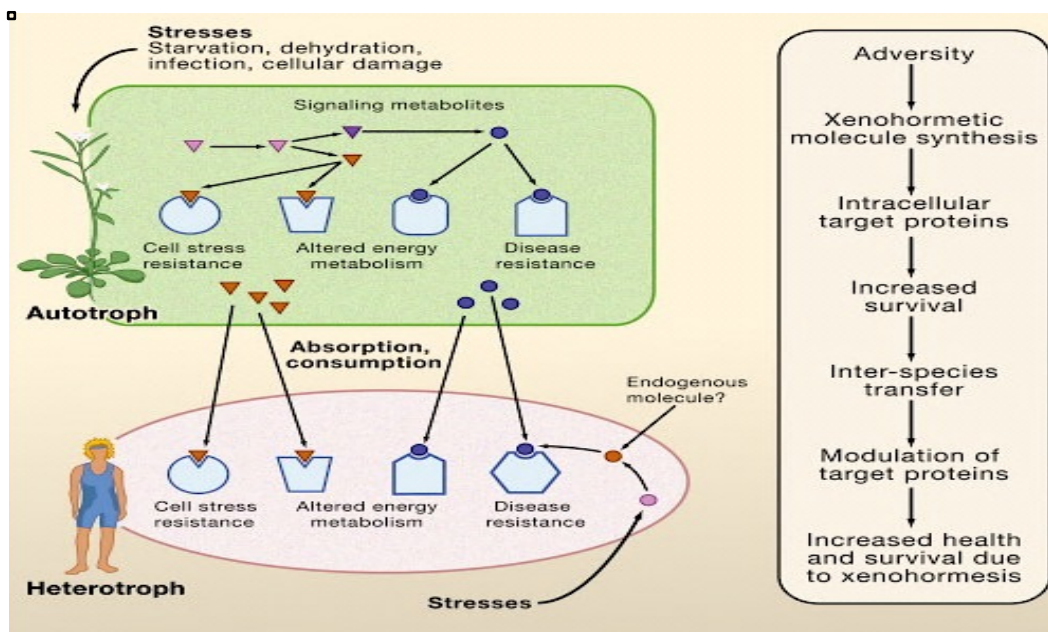 Stresses
Starvation, dehydration,
infection, cellular damage
Signaling metabolites
Cell stress
resistance
Altered energy
metabolism
Disease
resistance
Autotroph
Absorption,
consumption
Endogenous
molecule?
Cell stress
resistance
Altered energy
metabolism
Disease
resistance
Heterotroph
Stresses
Adversity
Xenohormetic
molecule synthesis
Intracellular
target proteins
Increased
survival
Inter-species
transfer
Modulation of
target proteins
Increased health
and survival due
to xenohormesis